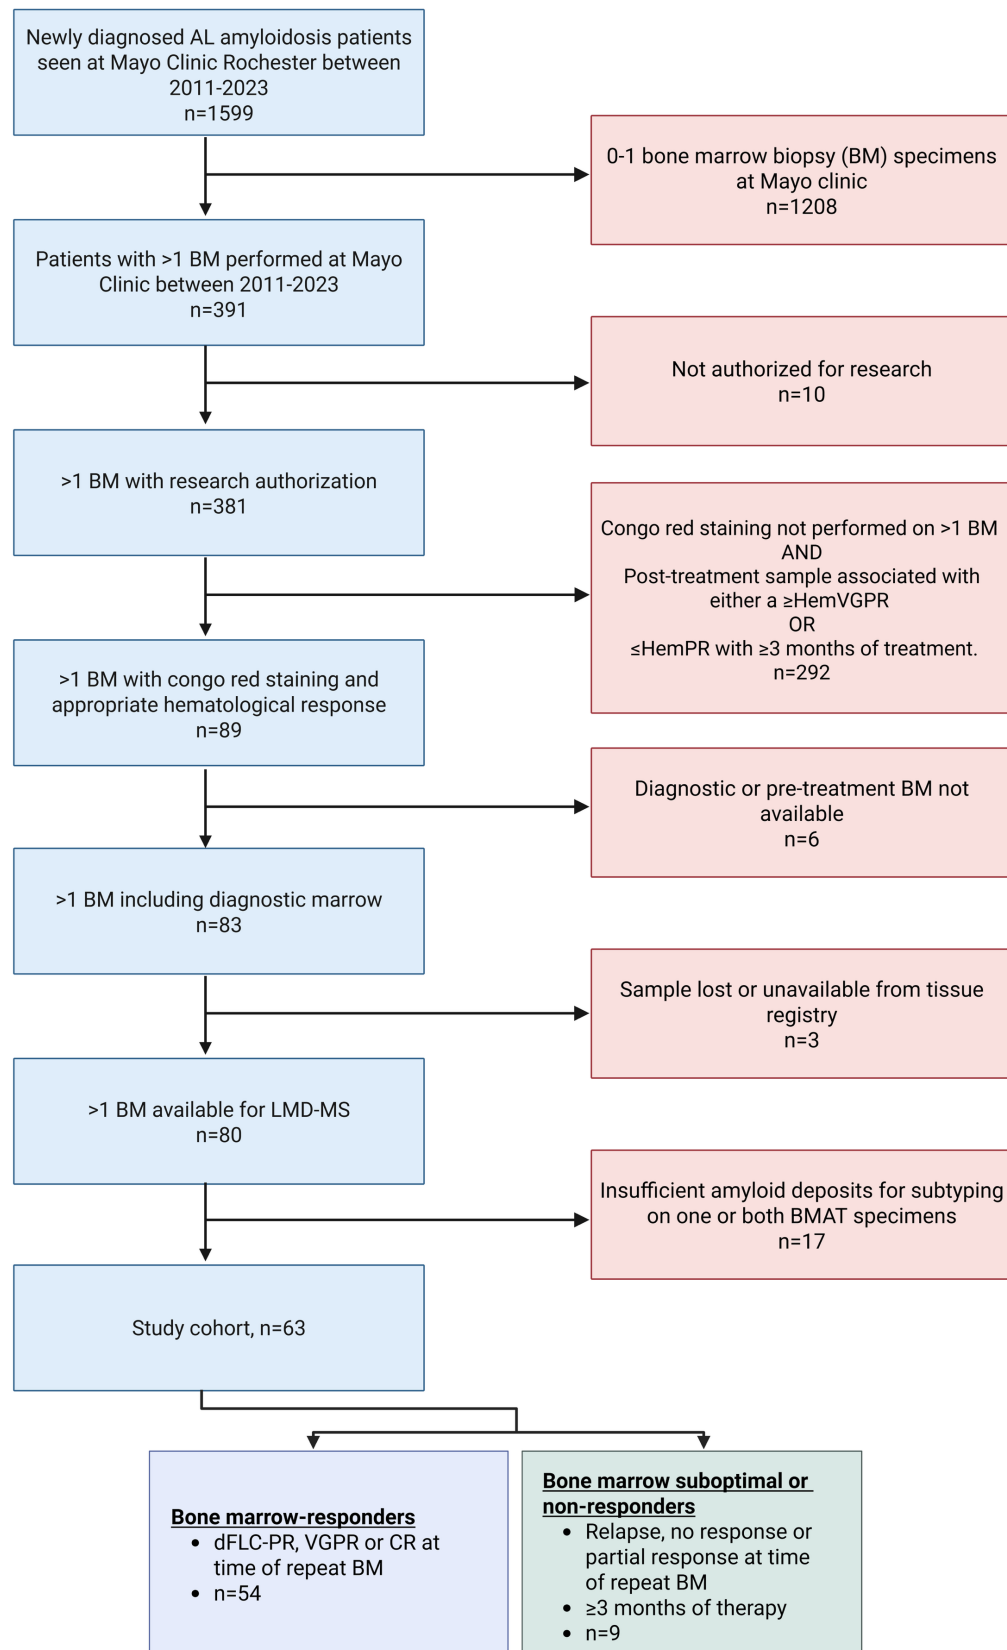 Newly diagnosed AL amyloidosis patients
seen at Mayo Clinic Rochester between
2011-2023
n=1599
0-1 bone marrow biopsy (BM) specimens
at Mayo clinic
n=1208
Patients with >1 BM performed at Mayo
Clinic between 2011-2023
n=391
Not authorized for research
n=10
>1 BM with research authorization
n=381
Congo red staining not performed on >1 BM
AND
Post-treatment sample associated with
either a ≥HemVGPR
OR
≤HemPR with ≥3 months of treatment.
n=292
>1 BM with congo red staining and
appropriate hematological response
n=89
Diagnostic or pre-treatment BM not
available
n=6
>1 BM including diagnostic marrow
n=83
Sample lost or unavailable from tissue
registry
n=3
>1 BM available for LMD-MS
n=80
Insufficient amyloid deposits for subtyping
on one or both BMAT specimens
n=17
Study cohort, n=63
Bone marrow-responders
• dFLC-PR, VGPR or CR at
time of repeat BM
• n=54
Bone marrow suboptimal or
non-responders
• Relapse, no response or
partial response at time
of repeat BM
• ≥3 months of therapy
• n=9